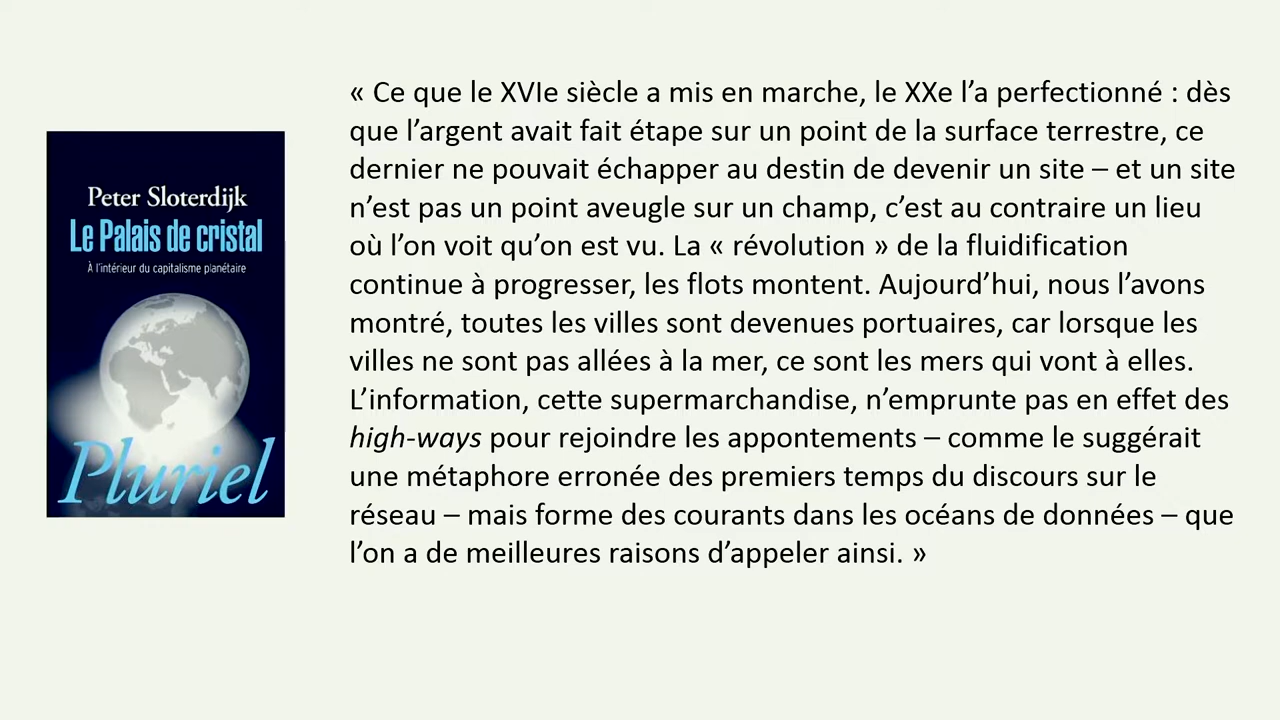 Peter Sloterdijk
Le Palais de cristal
À l'intérieur du capitalisme planétaire
Pluriel
« Ce que le XVIe siècle a mis en marche, le XXe l’a perfectionné : dès
que l’argent avait fait étape sur un point de la surface terrestre, ce
dernier ne pouvait échapper au destin de devenir un site – et un site
n’est pas un point aveugle sur un champ, c’est au contraire un lieu
où l’on voit qu’on est vu. La « révolution » de la fluidification
continue à progresser, les flots montent. Aujourd’hui, nous l’avons
montré, toutes les villes sont devenues portuaires, car lorsque les
villes ne sont pas allées à la mer, ce sont les mers qui vont à elles.
L’information, cette supermarchandise, n’emprunte pas en effet des
high-ways pour rejoindre les appontements – comme le suggérait
une métaphore erronée des premiers temps du discours sur le
réseau – mais forme des courants dans les océans de données – que
l’on a de meilleures raisons d’appeler ainsi. »